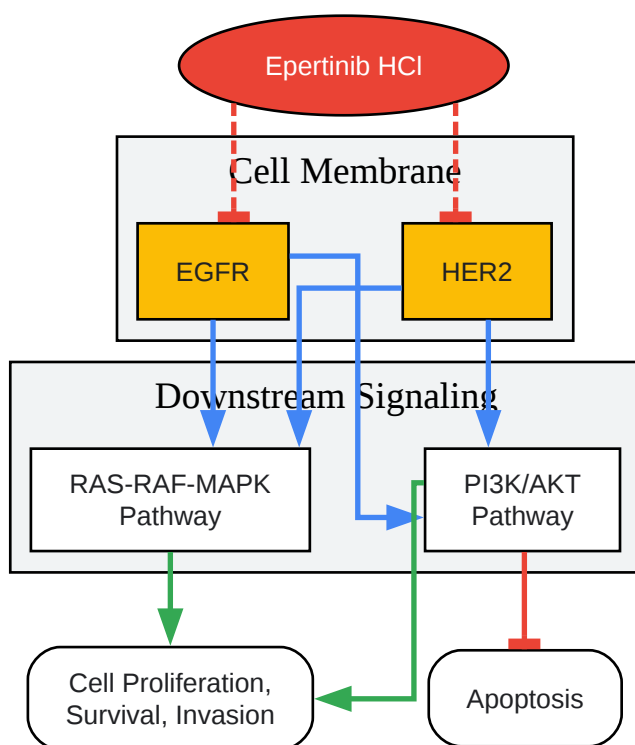 Epertinib HCl
Cell Membrane
EGFR
HER2
Downstream Signaling
RAS-RAF-MAPK
Pathway
PI3K/AKT
Pathway
Cell Proliferation,
Survival, Invasion
Apoptosis